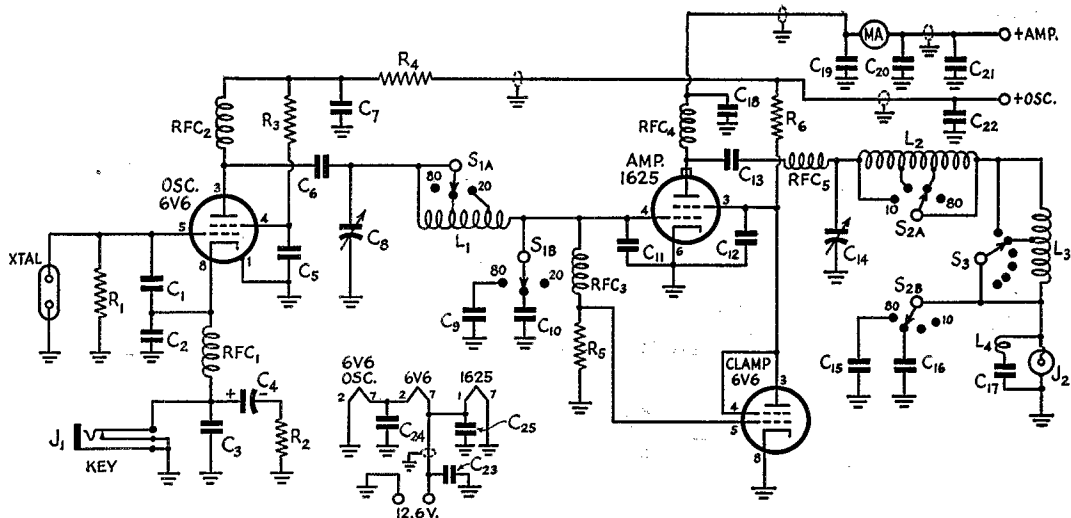 +AMP.
MA
C19
C20
C21
R4
+OSC.
C22
C7
RFC2
R3
C18
RFC4
R6
L2
C6
S1A
80
20
AMP.
1625
C13
RFC5
10
80
S2A
OSC.
6V6
3
5
4
8
1
C5
C8
L1
4
3
6
C11
C12
C14
S3
L3
XTAL
R1
C1
C2
S1B
80
20
C9
C10
RFC3
R5
S2B
80
10
C15
C16
L4
C17
J2
RFC1
C4
+
-
C3
R2
J1
KEY
6V6
OSC.
6V6
1625
2
7
2
7
1
7
C24
C25
C23
12.6V.
CLAMP
6V6
3
4
5
8